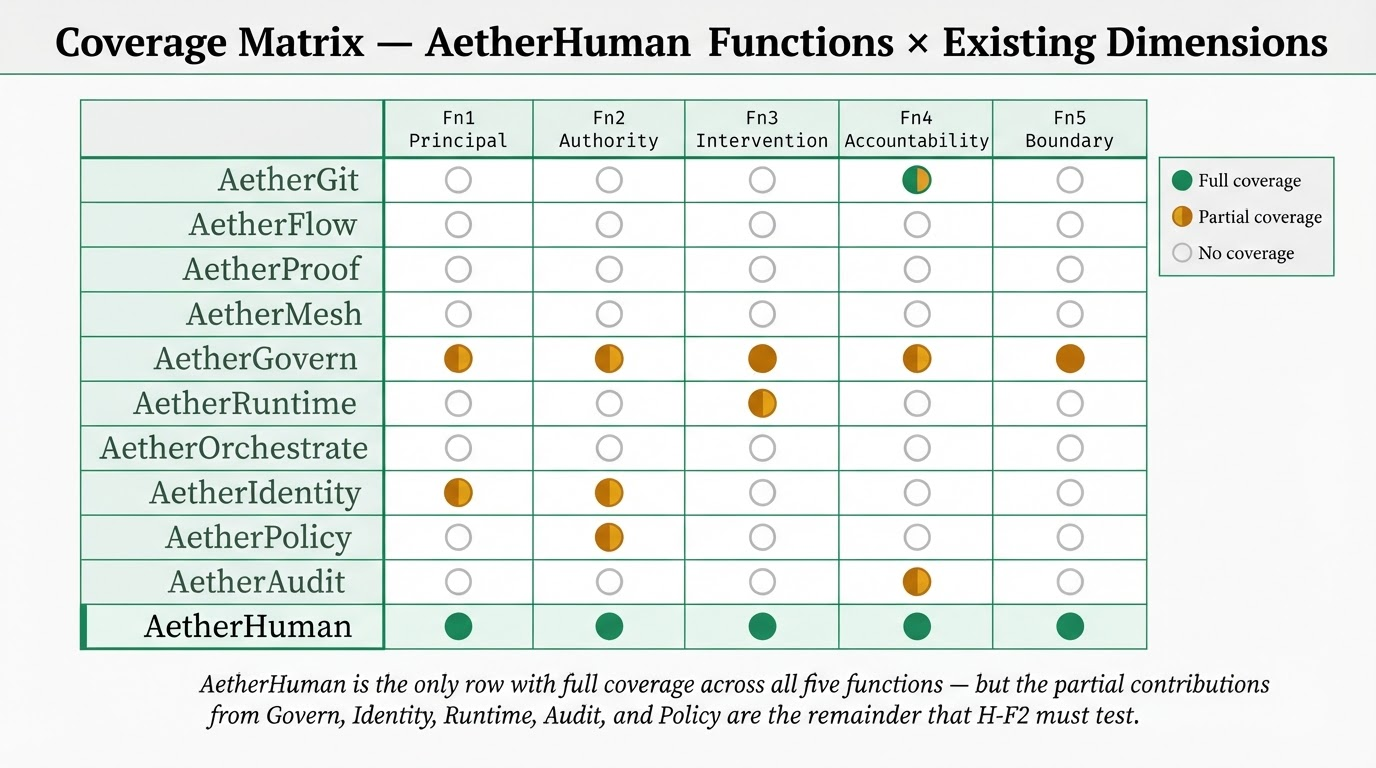 Coverage Matrix — AetherHuman Functions × Existing Dimensions
Fn1
Principal
Fn2
Authority
Fn3
Intervention
Fn4
Accountability
Fn5
Boundary
AetherGit
AetherFlow
AetherProof
AetherMesh
AetherGovern
AetherRuntime
AetherOrchestrate
AetherIdentity
AetherPolicy
AetherAudit
AetherHuman
Full coverage
Partial coverage
No coverage
AetherHuman is the only row with full coverage across all five functions — but the partial contributions
from Govern, Identity, Runtime, Audit, and Policy are the remainder that H-F2 must test.